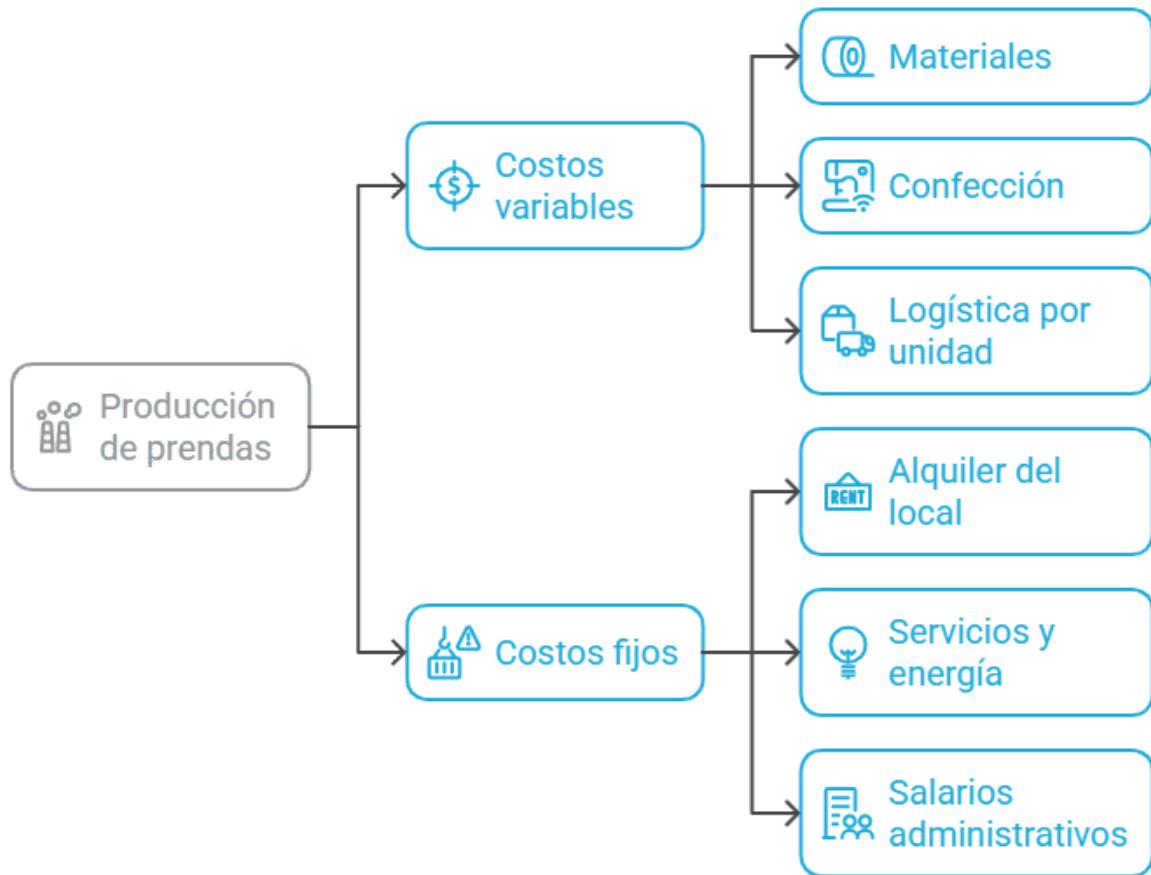 Materiales
Costos
variables
Confección
Logística por
unidad
Producción
de prendas
Alquiler del
local
RENT
Costos fijos
Servicios y
energía
Salarios
administrativos